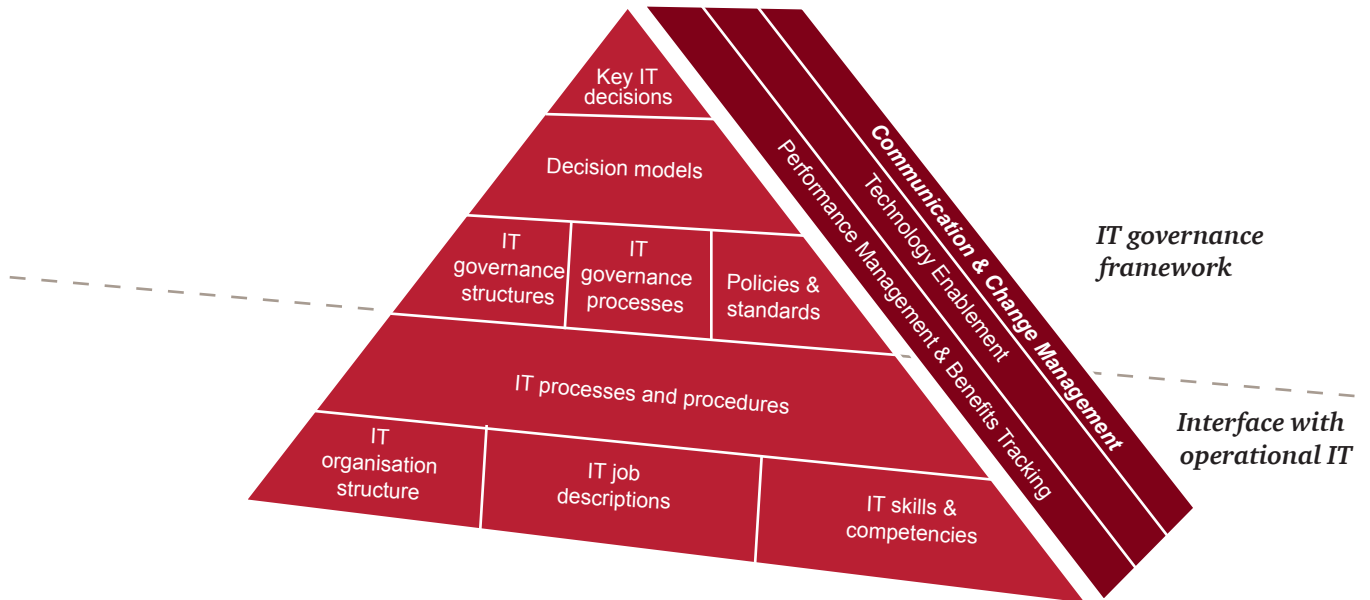 Key IT
decisions
Decision models
IT
governance
structures
IT
governance
processes
Policies &
standards
IT processes and procedures
IT
organisation
structure
IT job
descriptions
IT skills &
competencies
Performance Management & Benefits Tracking
Technology Enablement
Communication & Change Management
IT governance
framework
Interface with
operational IT